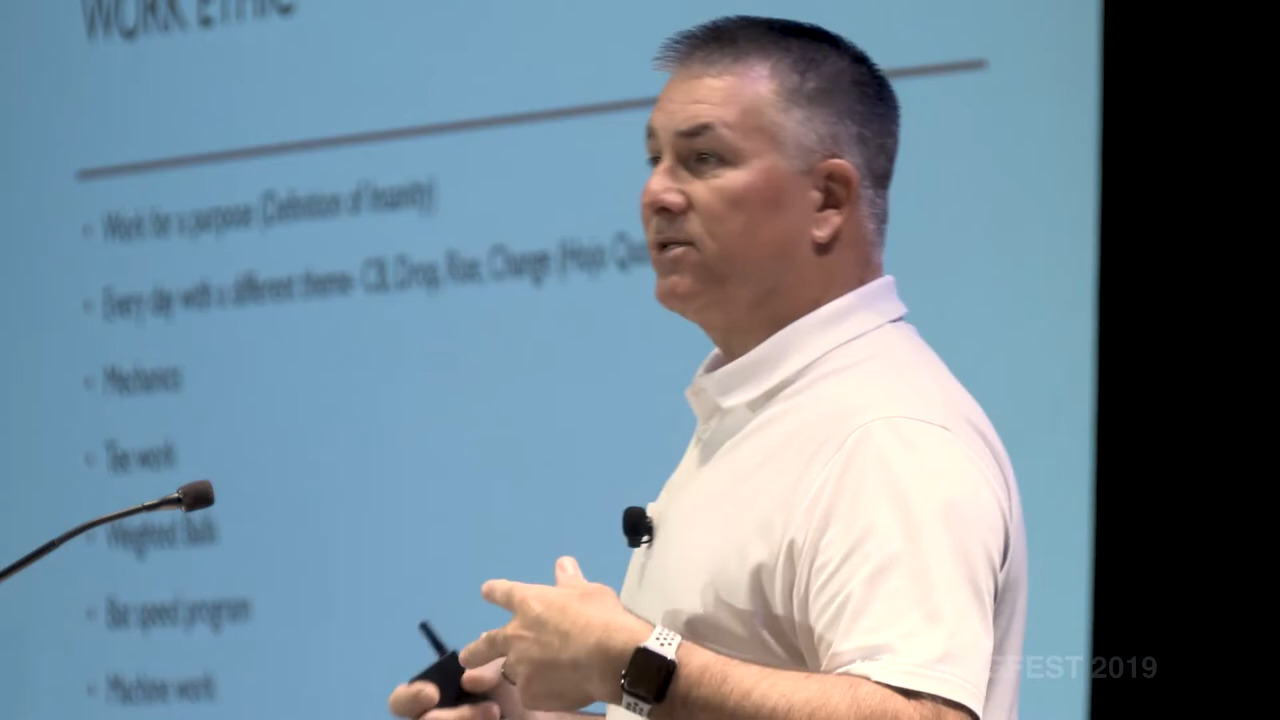 WORK ETHIC
• Work for a purpose (Definition of Insanity)
• Every day with a different theme- CB, Drop, Rise, Change (Mojo
• Mechanics
• Tee work
• Weighted Balls
• Bat speed program
• Machine work
2019